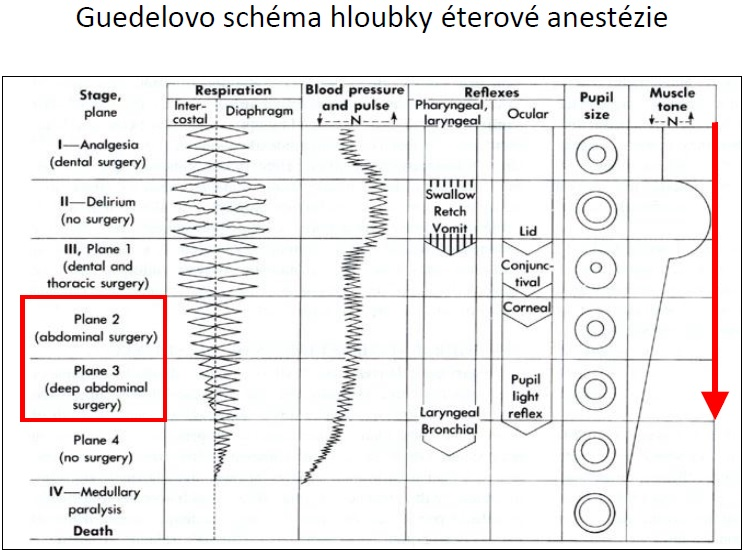 Guedelovo schéma hloubky éterové anestézie
Stage,
plane
Respiration
Inter-
costal
Diaphragm
Blood pressure
and pulse
N
Reflexes
Pharyngeal,
laryngeal
Ocular
Pupil
size
Muscle
tone
N
I—Analgesia
(dental surgery)
II—Delirium
(no surgery)
Swallow
Retch
Vomit
Lid
III, Plane 1
(dental and
thoracic surgery)
Conjunc-
tival
Plane 2
(abdominal surgery)
Corneal
Plane 3
(deep abdominal
surgery)
Pupil
light
reflex
Plane 4
(no surgery)
Laryngeal
Bronchial
IV—Medullary
paralysis
Death